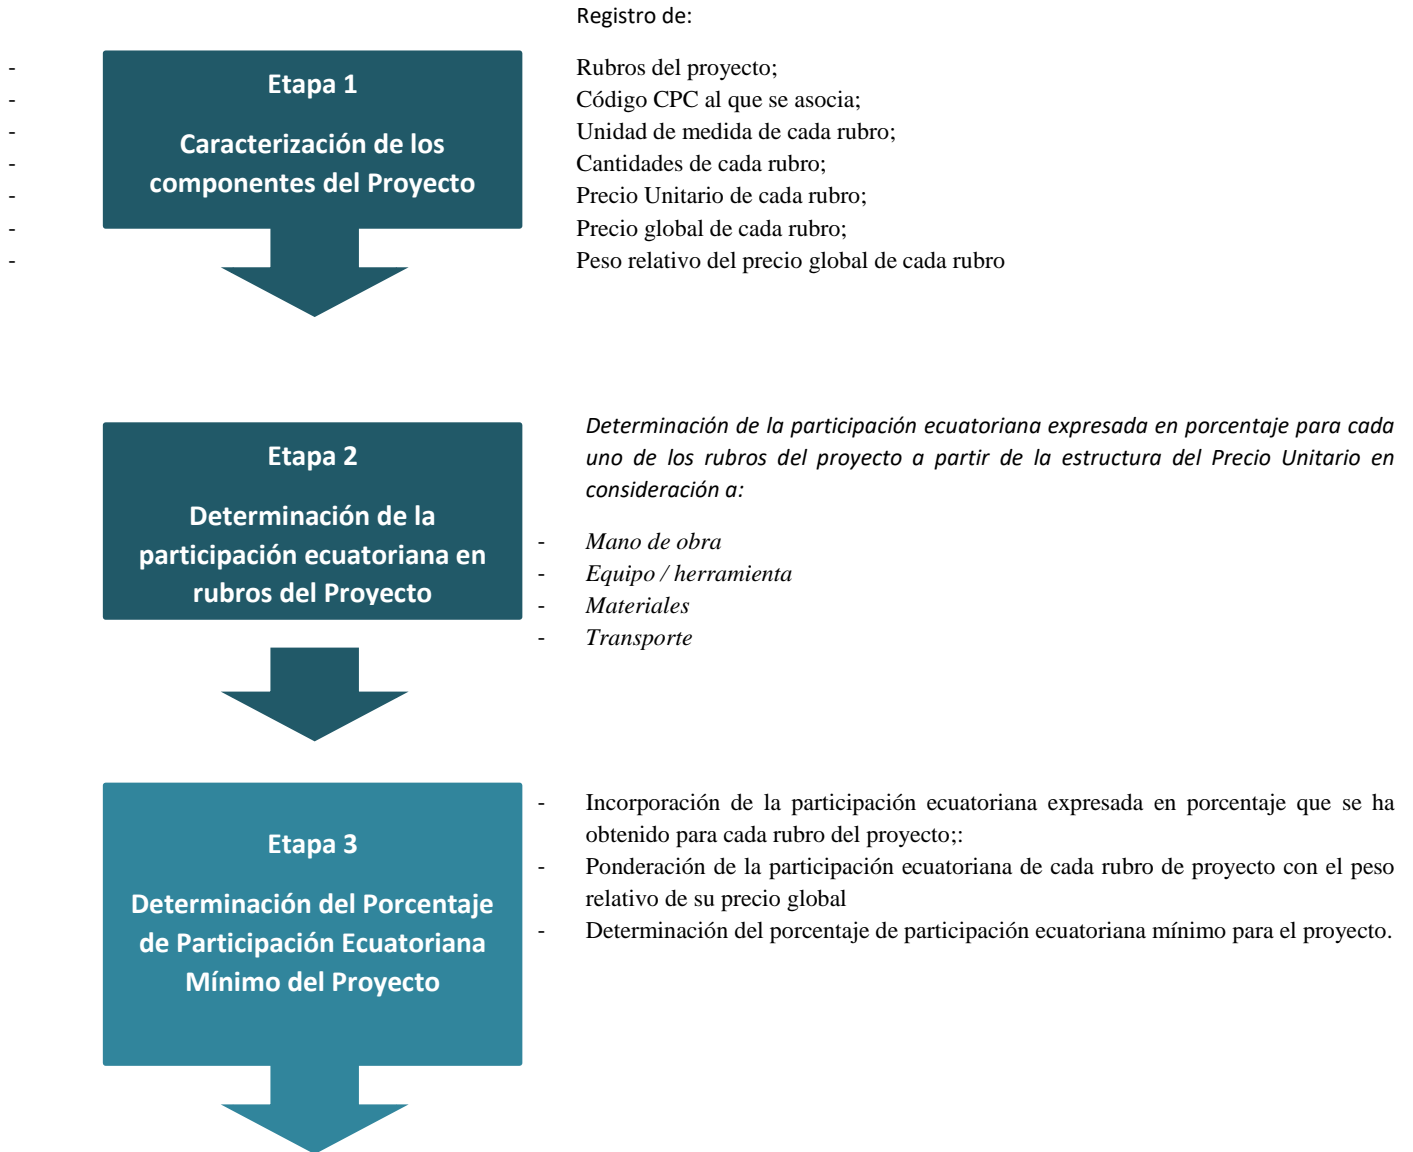 Registro de:
Etapa 1
Caracterización de los
componentes del Proyecto
- Rubros del proyecto;
- Código CPC al que se asocia;
- Unidad de medida de cada rubro;
- Cantidades de cada rubro;
- Precio Unitario de cada rubro;
- Precio global de cada rubro;
- Peso relativo del precio global de cada rubro
Etapa 2
Determinación de la
participación ecuatoriana en
rubros del Proyecto
Determinación de la participación ecuatoriana expresada en porcentaje para cada
uno de los rubros del proyecto a partir de la estructura del Precio Unitario en
consideración a:
- Mano de obra
- Equipo / herramienta
- Materiales
- Transporte
Etapa 3
Determinación del Porcentaje
de Participación Ecuatoriana
Mínimo del Proyecto
- Incorporación de la participación ecuatoriana expresada en porcentaje que se ha
obtenido para cada rubro del proyecto;:
- Ponderación de la participación ecuatoriana de cada rubro de proyecto con el peso
relativo de su precio global
- Determinación del porcentaje de participación ecuatoriana mínimo para el proyecto.